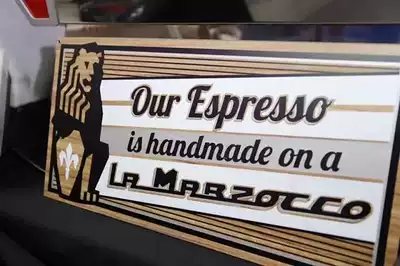 Our Espresso
is handmade on a
La Marzocco